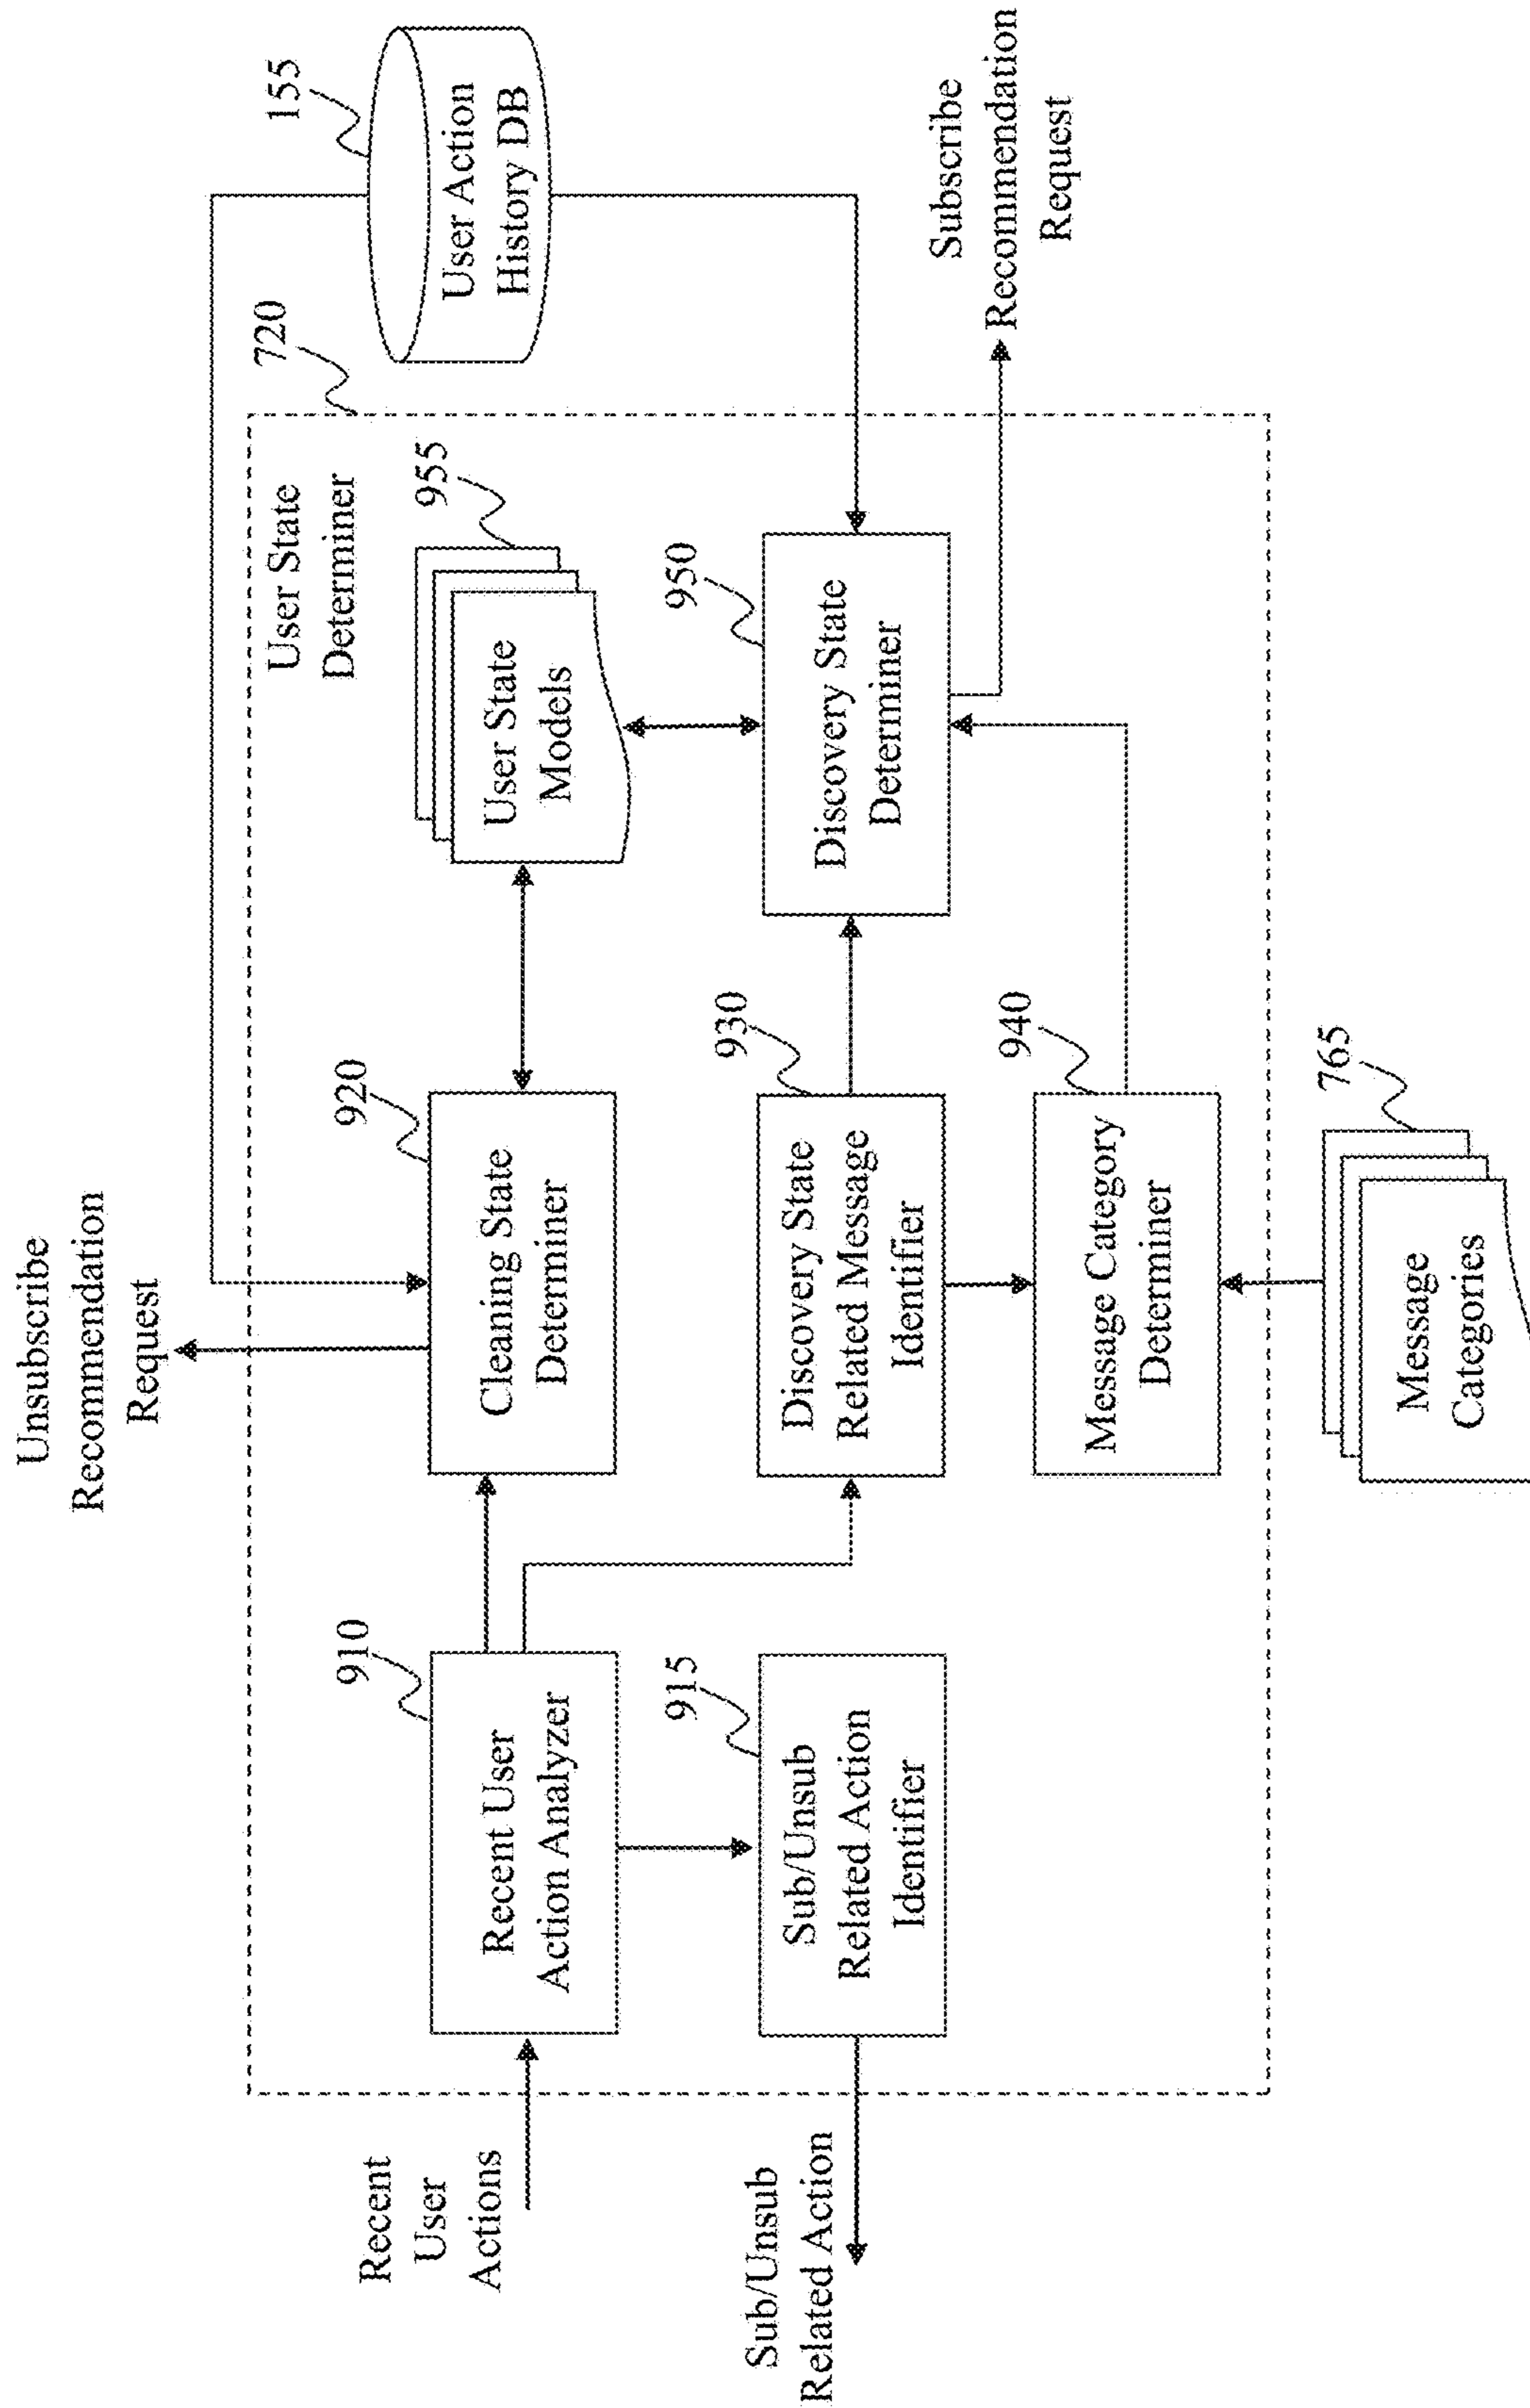 Unsubscribe
Recommendation
Request
155
User Action
History DB
720
User State
Determiner
Recent
User
Actions
910
Recent User
Action Analyzer
920
Cleaning State
Determiner
955
User State
Models
915
Sub/Unsub
Related Action
Identifier
930
Discovery State
Related Message
Identifier
950
Discovery State
Determiner
Sub/Unsub
Related Action
940
Message Category
Determiner
Subscribe
Recommendation
Request
765
Message
Categories